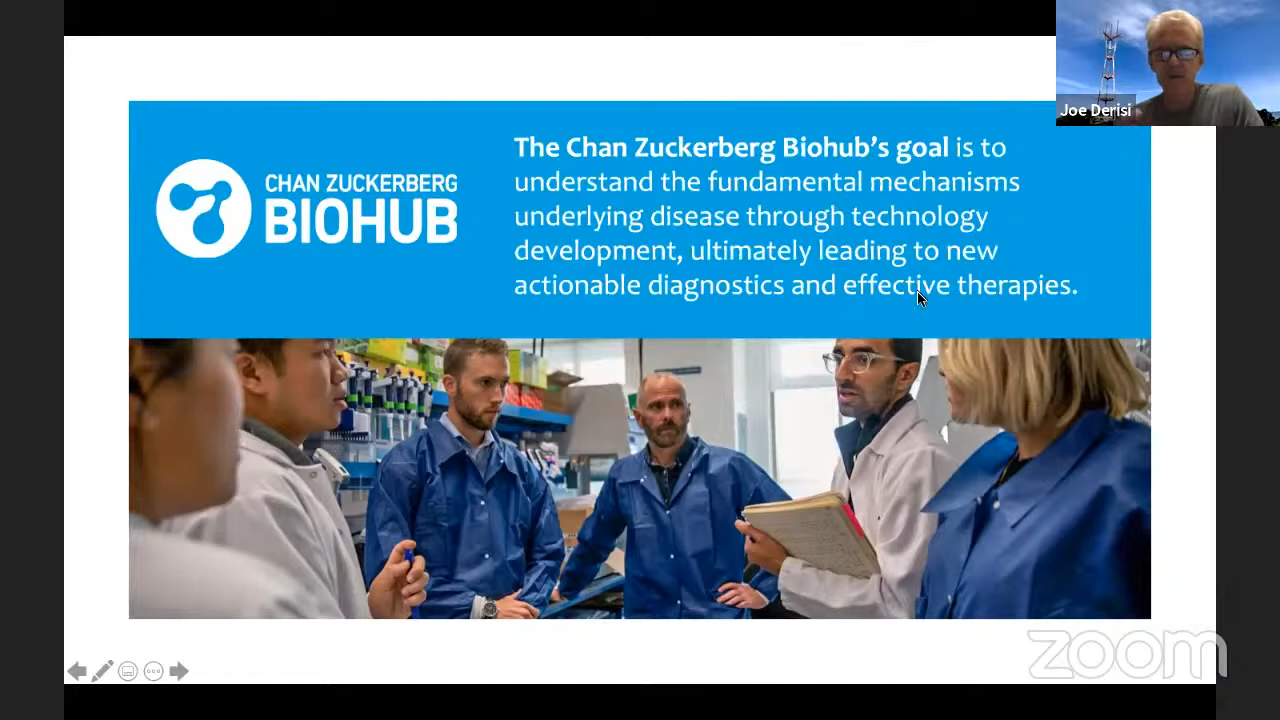 Joe Derisi
CHAN ZUCKERBERG
BIOHUB
The Chan Zuckerberg Biohub’s goal is to
understand the fundamental mechanisms
underlying disease through technology
development, ultimately leading to new
actionable diagnostics and effective therapies.
zoom